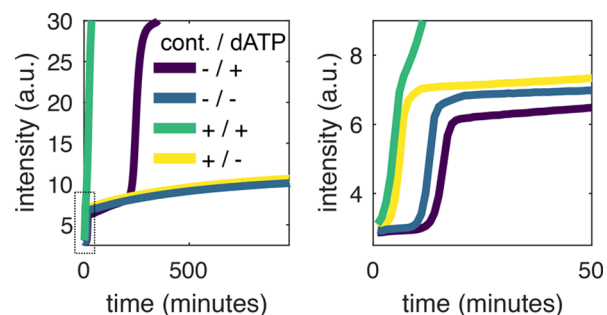 30
25
20
15
10
5
0
500
intensity (a.u.)
time (minutes)
cont. / dATP
- / +
- / -
+ / +
+ / -
8
6
4
0
50
intensity (a.u.)
time (minutes)